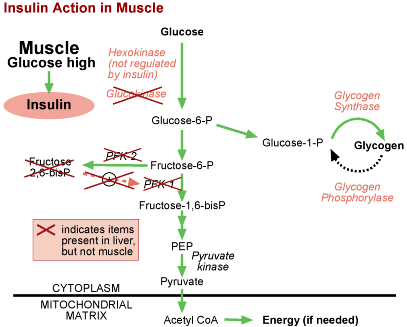 Insulin Action in Muscle
Muscle
Glucose high
Insulin
Glucose
Hexokinase
(not regulated
by insulin)
Glucokinase
Glucose-6-P
Glucose-1-P
Glycogen
Synthase
Glycogen
Glycogen
Phosphorylase
Fructose
2,6-bisP
PFK-2
Fructose-6-P
PFK-1
Fructose-1,6-bisP
indicates items
present in liver,
but not muscle
PEP
Pyruvate
kinase
Pyruvate
CYTOPLASM
MITOCHONDRIAL
MATRIX
Acetyl CoA
Energy (if needed)